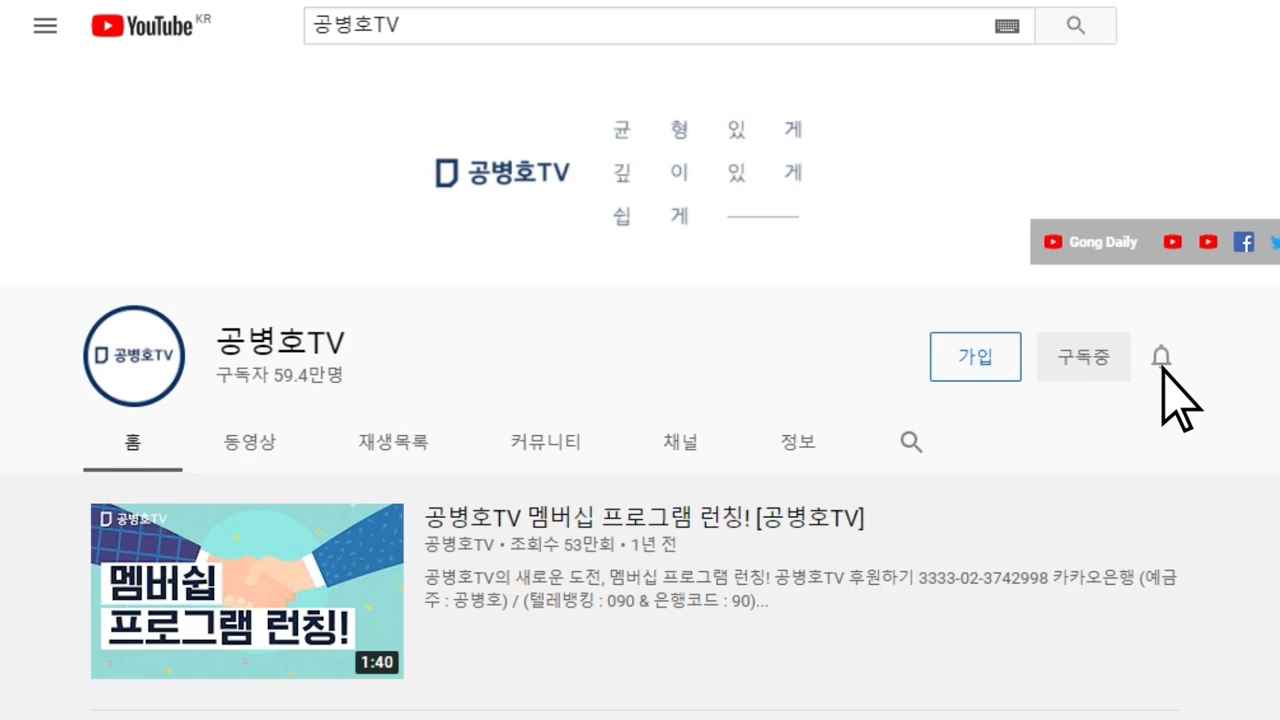 YouTube KR
공병호TV
균 형 있 게
공병호TV
깊 이 있 게
쉽 게
Gong Daily
공병호TV
공병호TV
구독자 59.4만명
가입
구독중
홈
동영상
재생목록
커뮤니티
채널
정보
공병호TV
멤버쉽
프로그램 런칭!
1:40
공병호TV 멤버십 프로그램 런칭! [공병호TV]
공병호TV • 조회수 53만회 • 1년 전
공병호TV의 새로운 도전, 멤버십 프로그램 런칭! 공병호TV 후원하기 3333-02-3742998 카카오은행 (예금
주 : 공병호) / (텔레뱅킹 : 090 & 은행코드 : 90)...